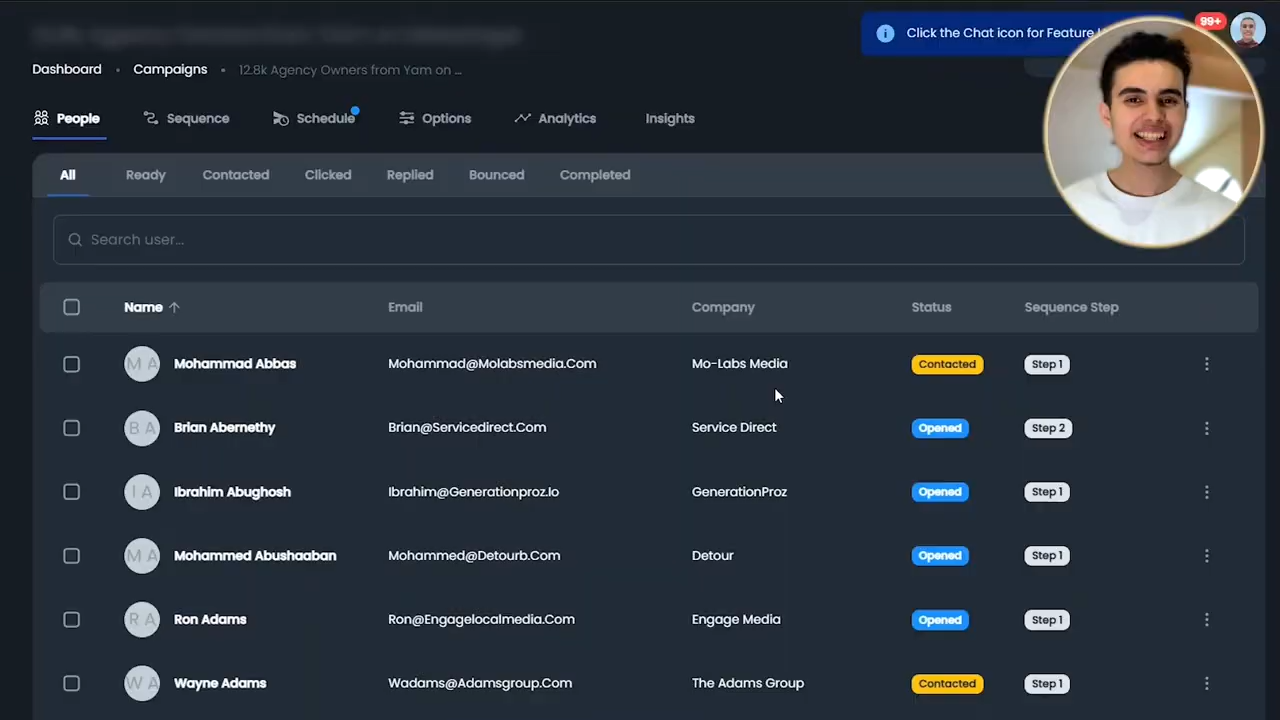 Click the Chat icon for Feature
99+
Dashboard • Campaigns • 12.8k Agency Owners from Yam on ...
People Sequence Schedule Options Analytics Insights
All Ready Contacted Clicked Replied Bounced Completed
Search user...
Name Email Company Status Sequence Step
M A Mohammad Abbas Mohammad@Molabsmedia.Com Mo-Labs Media Contacted Step 1
B A Brian Abernethy Brian@Servicedirect.Com Service Direct Opened Step 2
I A Ibrahim Abughosh Ibrahim@Generationproz.Io GenerationProz Opened Step 1
M A Mohammed Abushaaban Mohammed@Detourb.Com Detour Opened Step 1
R A Ron Adams Ron@Engagelocalmedia.Com Engage Media Opened Step 1
W A Wayne Adams Wadams@Adamsgroup.Com The Adams Group Contacted Step 1